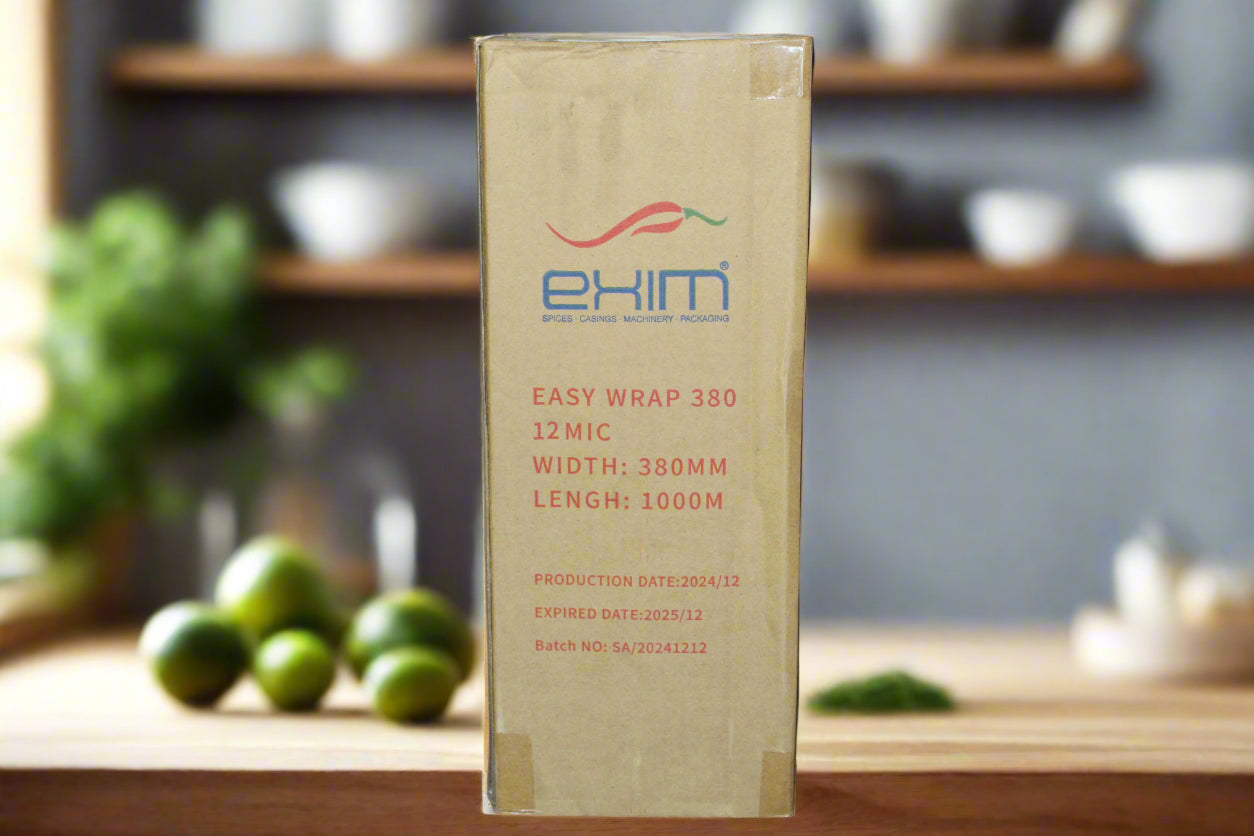 exim®
SPICES · CASINGS · MACHINERY · PACKAGING
EASY WRAP 380
12MIC
WIDTH: 380MM
LENGH: 1000M
PRODUCTION DATE:2024/12
EXPIRED DATE:2025/12
Batch NO: SA/20241212